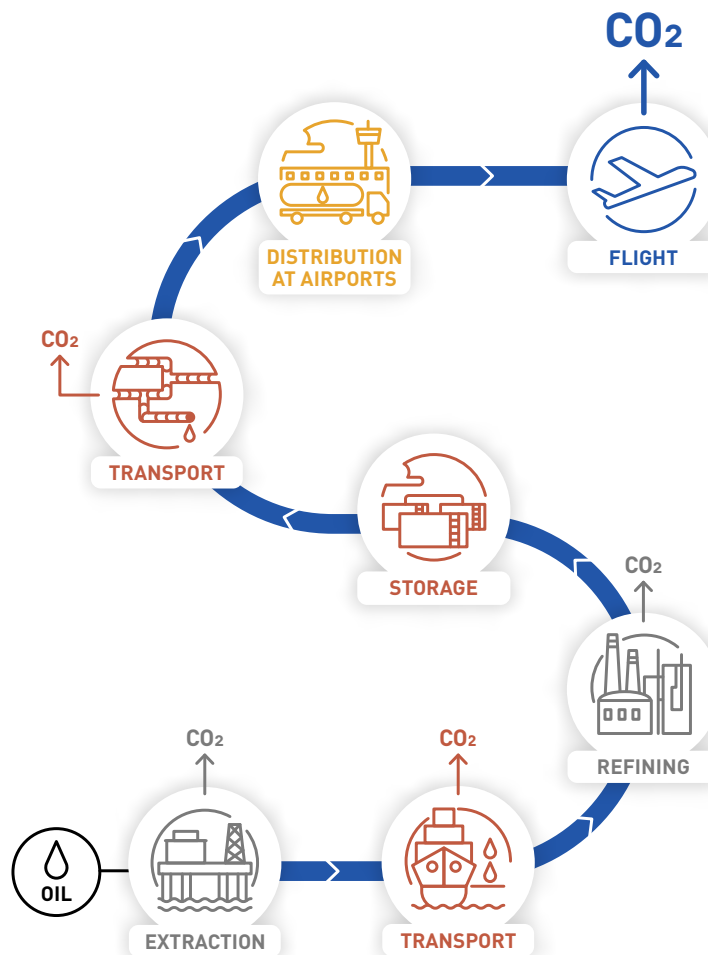 CO₂
DISTRIBUTION
AT AIRPORTS
FLIGHT
CO₂
TRANSPORT
STORAGE
CO₂
REFINING
CO₂
CO₂
OIL
EXTRACTION
TRANSPORT